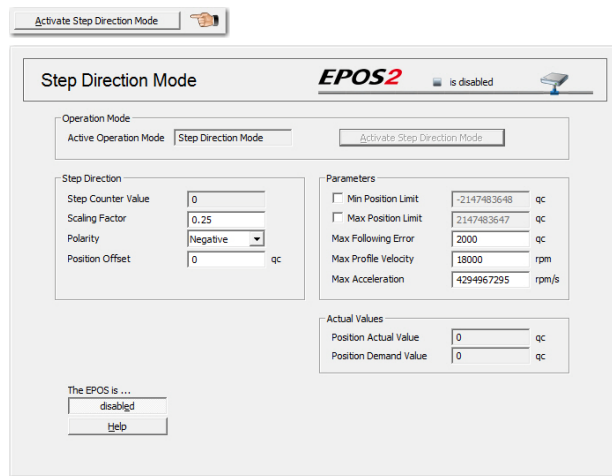 Activate Step Direction Mode
Step Direction Mode
EPOS2
is disabled
Operation Mode
Active Operation Mode Step Direction Mode Activate Step Direction Mode
Step Direction
Step Counter Value 0
Scaling Factor 0.25
Polarity Negative
Position Offset 0 qc
Parameters
Min Position Limit -2147483648 qc
Max Position Limit 2147483647 qc
Max Following Error 2000 qc
Max Profile Velocity 18000 rpm
Max Acceleration 4294967295 rpm/s
Actual Values
Position Actual Value 0 qc
Position Demand Value 0 qc
The EPOS is ...
disabled
Help